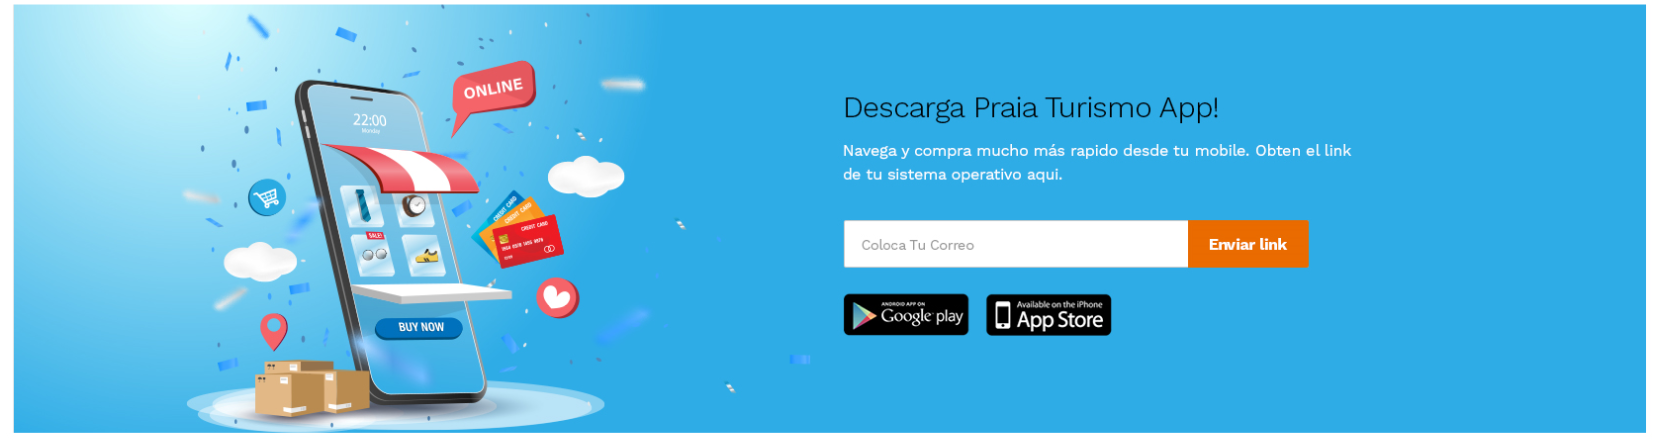 22:00
Monday
ONLINE
CREDIT CARD
CREDIT CARD
CREDIT CARD
SALE!
BUY NOW
Descarga Praia Turismo App!
Navega y compra mucho más rapido desde tu mobile. Obten el link
de tu sistema operativo aqui.
Coloca Tu Correo
Enviar link
ANDROID APP ON
Google play
Available on the iPhone
App Store